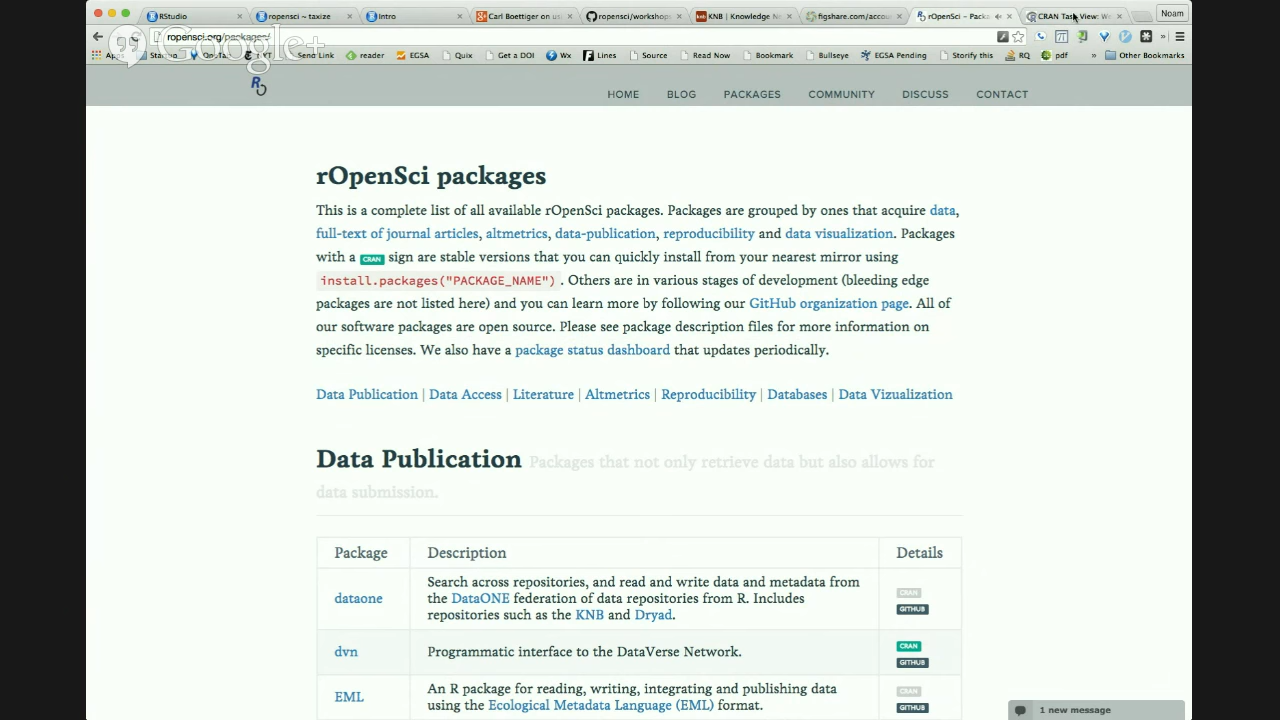 RStudio
ropensci ~ taxize
Intro
Carl Boettiger on us
ropensci/workshops
KNB | Knowledge Ne
figshare.com/accou
rOpenSci – Packa
CRAN Task View: We
Noam
ropensci.org/packages/
Google+
Apps
EGSA
Quix
Get a DOI
Wx
Lines
Source
Read Now
Bookmark
Bullseye
EGSA Pending
Storify this
RQ
pdf
»
Other Bookmarks
YT
Send Link
reader
HOME
BLOG
PACKAGES
COMMUNITY
DISCUSS
CONTACT
rOpenSci packages
This is a complete list of all available rOpenSci packages. Packages are grouped by ones that acquire data,
full-text of journal articles, altmetrics, data-publication, reproducibility and data visualization. Packages
with a CRAN sign are stable versions that you can quickly install from your nearest mirror using
install.packages("PACKAGE_NAME") . Others are in various stages of development (bleeding edge
packages are not listed here) and you can learn more by following our GitHub organization page. All of
our software packages are open source. Please see package description files for more information on
specific licenses. We also have a package status dashboard that updates periodically.
Data Publication | Data Access | Literature | Altmetrics | Reproducibility | Databases | Data Vizualization
Data Publication Packages that not only retrieve data but also allows for
data submission.
Package
Description
Details
dataone
Search across repositories, and read and write data and metadata from
the DataONE federation of data repositories from R. Includes
repositories such as the KNB and Dryad.
CRAN
GITHUB
dvn
Programmatic interface to the DataVerse Network.
CRAN
GITHUB
EML
An R package for reading, writing, integrating and publishing data
using the Ecological Metadata Language (EML) format.
CRAN
GITHUB
1 new message